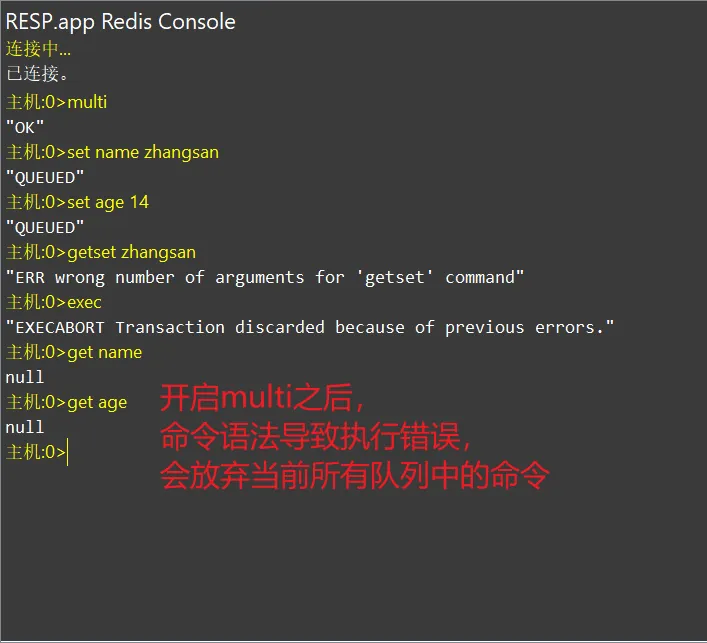 RESP.app Redis Console
连接中...
已连接。
主机:0>multi
"OK"
主机:0>set name zhangsan
"QUEUED"
主机:0>set age 14
"QUEUED"
主机:0>getset zhangsan
"ERR wrong number of arguments for 'getset' command"
主机:0>exec
"EXECABORT Transaction discarded because of previous errors."
主机:0>get name
null
主机:0>get age
null
主机:0>
开启multi之后，
命令语法导致执行错误，
会放弃当前所有队列中的命令